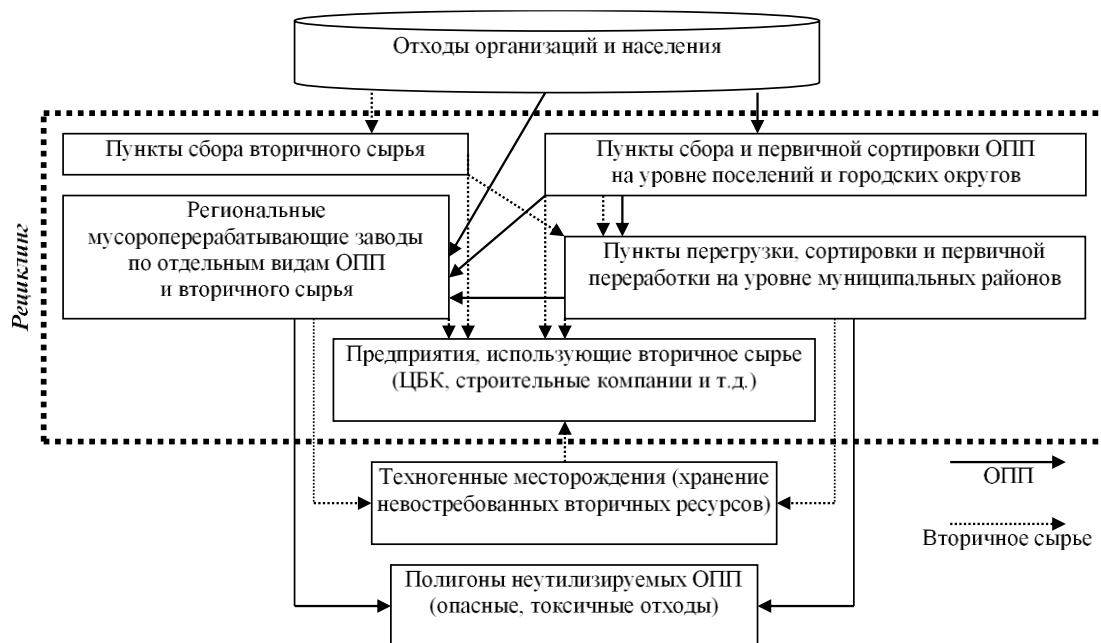 Отходы организаций и населения
Пункты сбора вторичного сырья
Пункты сбора и первичной сортировки ОПП
на уровне поселений и городских округов
Региональные
мусороперерабатывающие заводы
по отдельным видам ОПП
и вторичного сырья
Пункты перегрузки, сортировки и первичной
переработки на уровне муниципальных районов
Рециклинг
Предприятия, использующие вторичное сырье
(ЦБК, строительные компании и т.д.)
Техногенные месторождения (хранение
невостребованных вторичных ресурсов)
ОПП
Вторичное сырье
Полигоны неутилизируемых ОПП
(опасные, токсичные отходы)